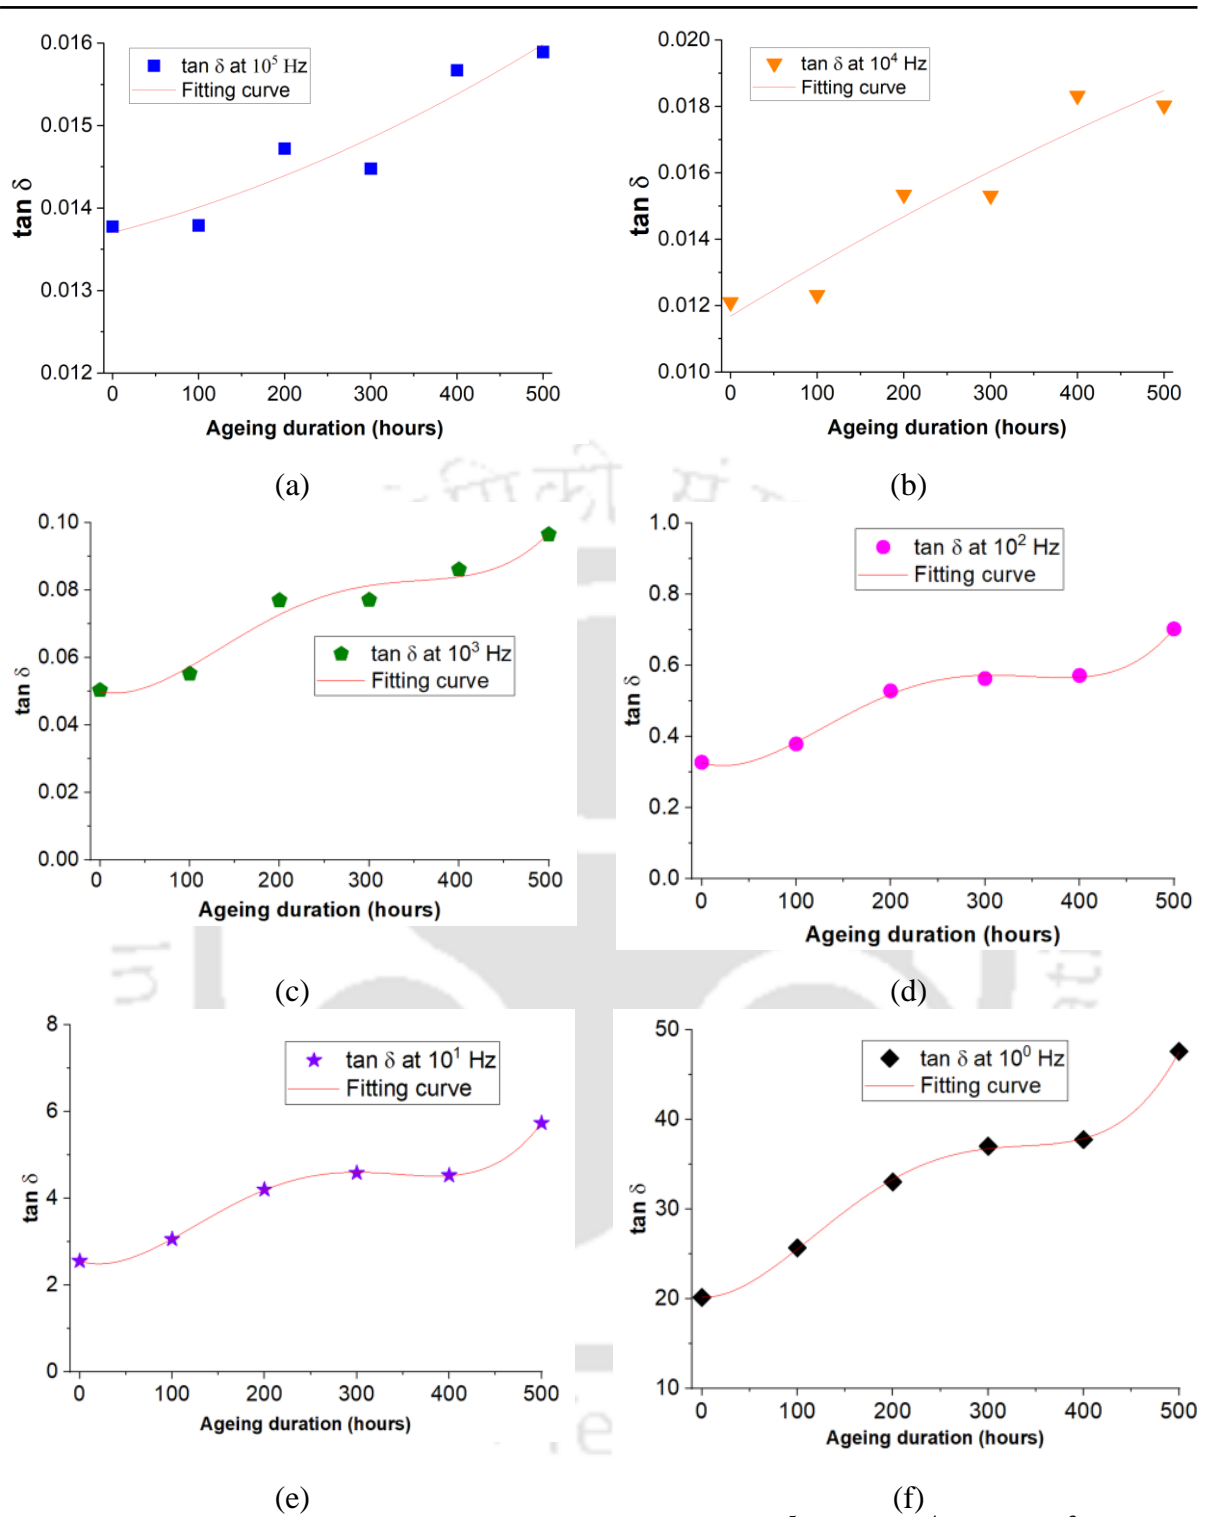 0.016
0.015
0.014
0.013
0.012
tan δ
tan δ at 10⁵ Hz
Fitting curve
0 100 200 300 400 500
Ageing duration (hours)
(a)
0.020
0.018
0.016
0.014
0.012
0.010
tan δ
tan δ at 10⁴ Hz
Fitting curve
0 100 200 300 400 500
Ageing duration (hours)
(b)
0.10
0.08
0.06
0.04
0.02
0.00
tan δ
tan δ at 10³ Hz
Fitting curve
0 100 200 300 400 500
Ageing duration (hours)
(c)
1.0
0.8
0.6
0.4
0.2
0.0
tan δ
tan δ at 10² Hz
Fitting curve
0 100 200 300 400 500
Ageing duration (hours)
(d)
8
6
4
2
0
tan δ
tan δ at 10¹ Hz
Fitting curve
0 100 200 300 400 500
Ageing duration (hours)
(e)
50
40
30
20
10
tan δ
tan δ at 10⁰ Hz
Fitting curve
0 100 200 300 400 500
Ageing duration (hours)
(f)